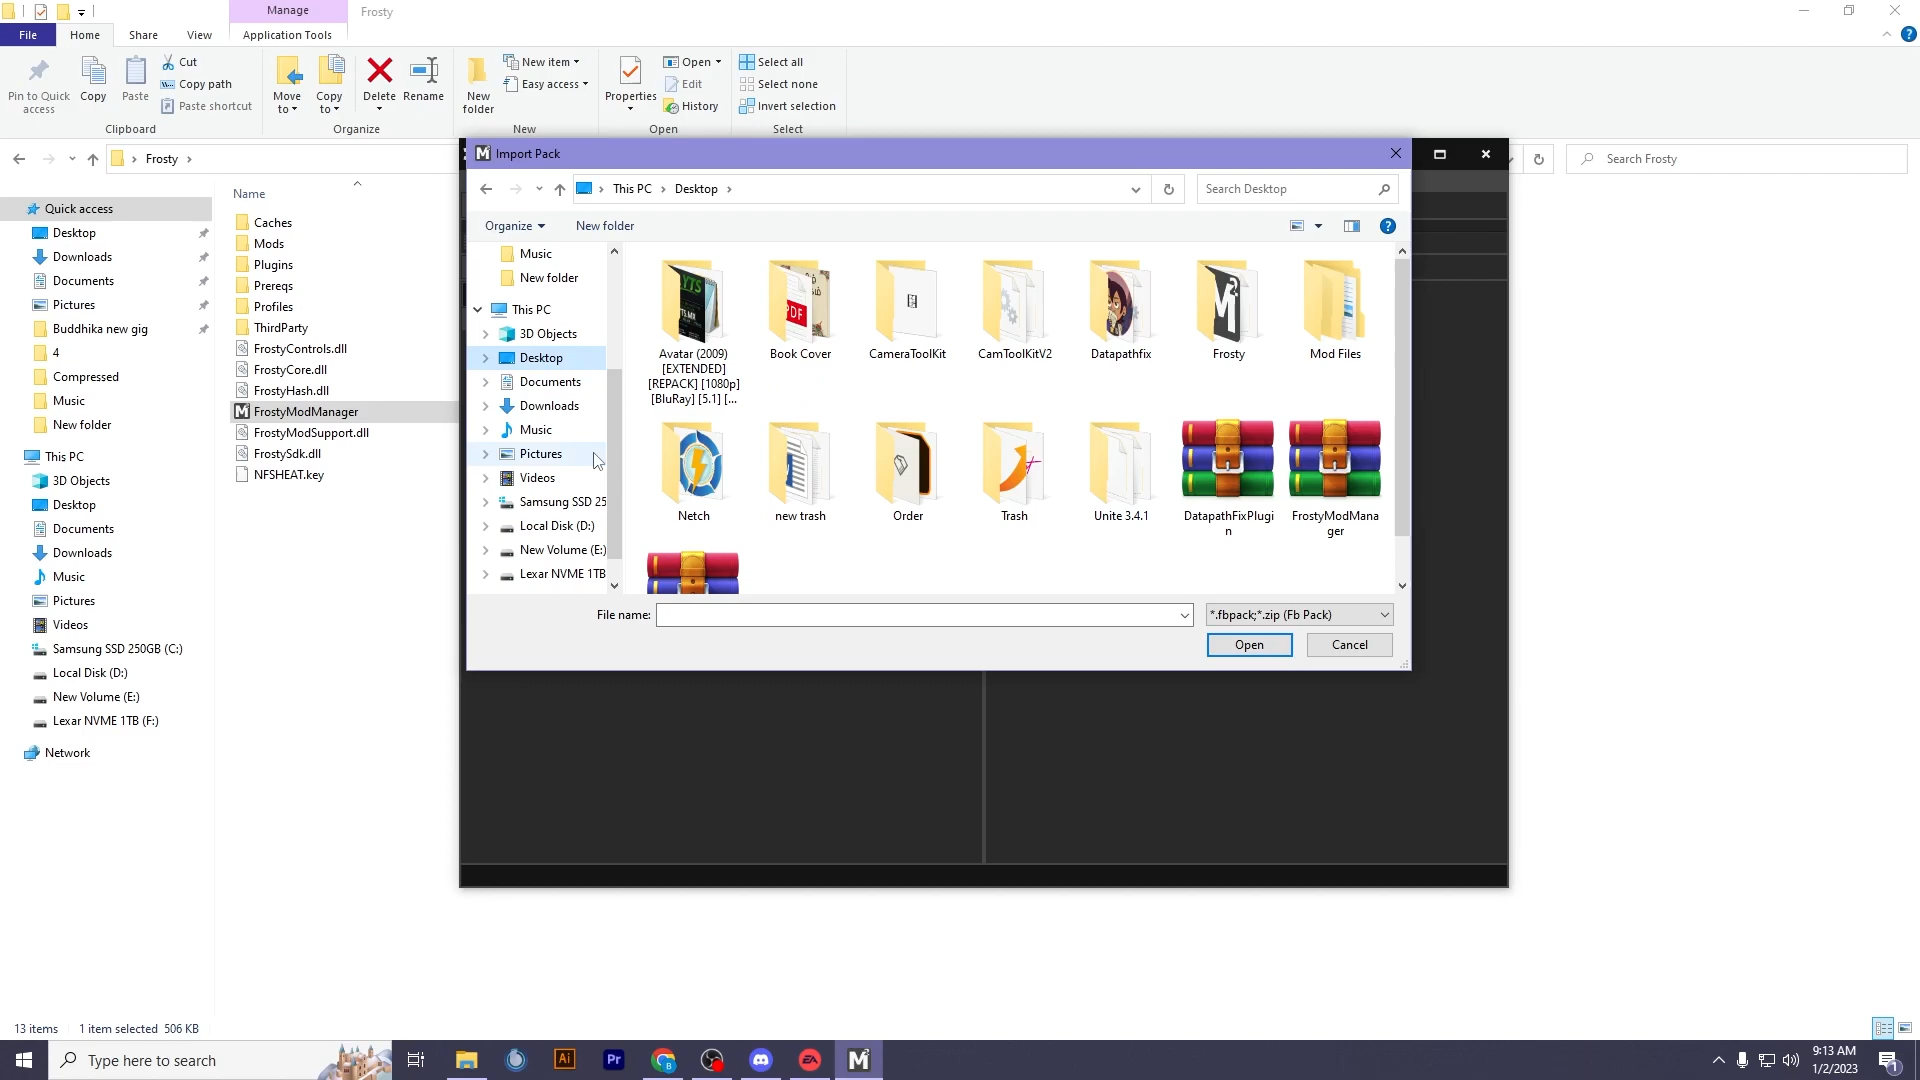 Manage
Frosty
File
Home
Share
View
Application Tools
Pin to Quick access
Copy
Paste
Cut
Copy path
Paste shortcut
Clipboard
Move to
Copy to
Delete
Rename
Organize
New folder
New item
Easy access
New
Properties
Open
Edit
History
Open
Select all
Select none
Invert selection
Select
Frosty
Search Frosty
Quick access
Desktop
Downloads
Documents
Pictures
Buddhika new gig
4
Compressed
Music
New folder
This PC
3D Objects
Desktop
Documents
Downloads
Music
Pictures
Videos
Samsung SSD 250GB (C:)
Local Disk (D:)
New Volume (E:)
Lexar NVME 1TB (F:)
Network
Name
Caches
Mods
Plugins
Prereqs
Profiles
ThirdParty
FrostyControls.dll
FrostyCore.dll
FrostyHash.dll
FrostyModManager
FrostyModSupport.dll
FrostySdk.dll
NFSHEAT.key
Import Pack
This PC
Desktop
Search Desktop
Organize
New folder
Music
New folder
This PC
3D Objects
Desktop
Documents
Downloads
Music
Pictures
Videos
Samsung SSD 25
Local Disk (D:)
New Volume (E:)
Lexar NVME 1TB
YTS
PDF
Avatar (2009)
[EXTENDED]
[REPACK] [1080p]
[BluRay] [5.1] [...
Book Cover
CameraToolKit
CamToolKitV2
Datapathfix
Frosty
Mod Files
Netch
new trash
Order
Trash
Unite 3.4.1
DatapathFixPlugi
n
FrostyModMana
ger
File name:
*.fbpack;*.zip (Fb Pack)
Open
Cancel
13 items
1 item selected 506 KB
Type here to search
Ai
Pr
EA
9:13 AM
1/2/2023
1